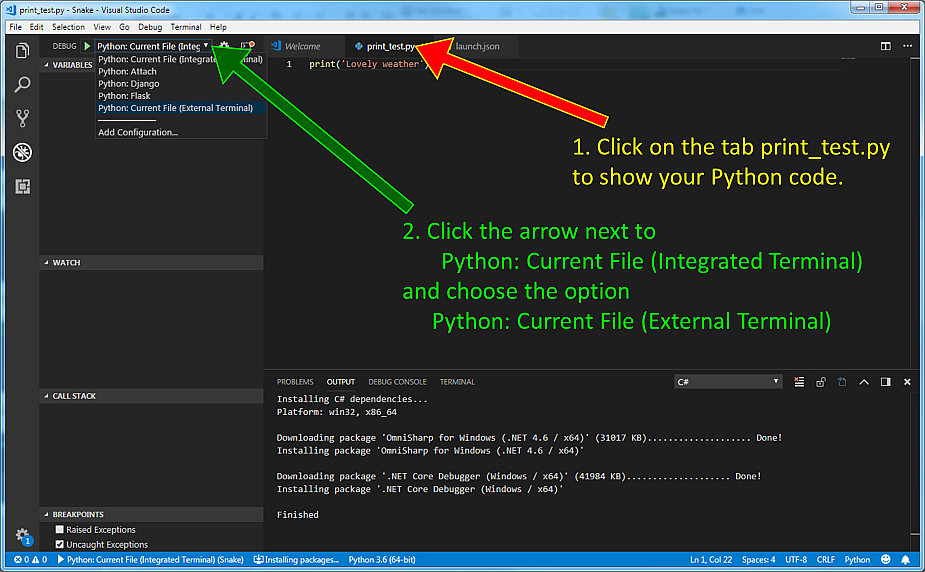 print_test.py - Snake - Visual Studio Code
File Edit Selection View Go Debug Terminal Help
DEBUG Python: Current File (Integ
Welcome print_test.py launch.json
Python: Current File (Integra minal)
Python: Attach
Python: Django
Python: Flask
Python: Current File (External Terminal)
Add Configuration...
VARIABLES
1 print('Lovely weather')
1. Click on the tab print_test.py
to show your Python code.
2. Click the arrow next to
Python: Current File (Integrated Terminal)
and choose the option
Python: Current File (External Terminal)
WATCH
CALL STACK
BREAKPOINTS
Raised Exceptions
Uncaught Exceptions
PROBLEMS OUTPUT DEBUG CONSOLE TERMINAL C#
Installing C# dependencies...
Platform: win32, x86_64
Downloading package 'OmniSharp for Windows (.NET 4.6 / x64)' (31017 KB).................... Done!
Installing package 'OmniSharp for Windows (.NET 4.6 / x64)'
Downloading package '.NET Core Debugger (Windows / x64)' (41984 KB).................... Done!
Installing package '.NET Core Debugger (Windows / x64)'
Finished
1
0 0 Python: Current File (Integrated Terminal) (Snake) Installing packages... Python 3.6 (64-bit) Ln 1, Col 22 Spaces: 4 UTF-8 CRLF Python